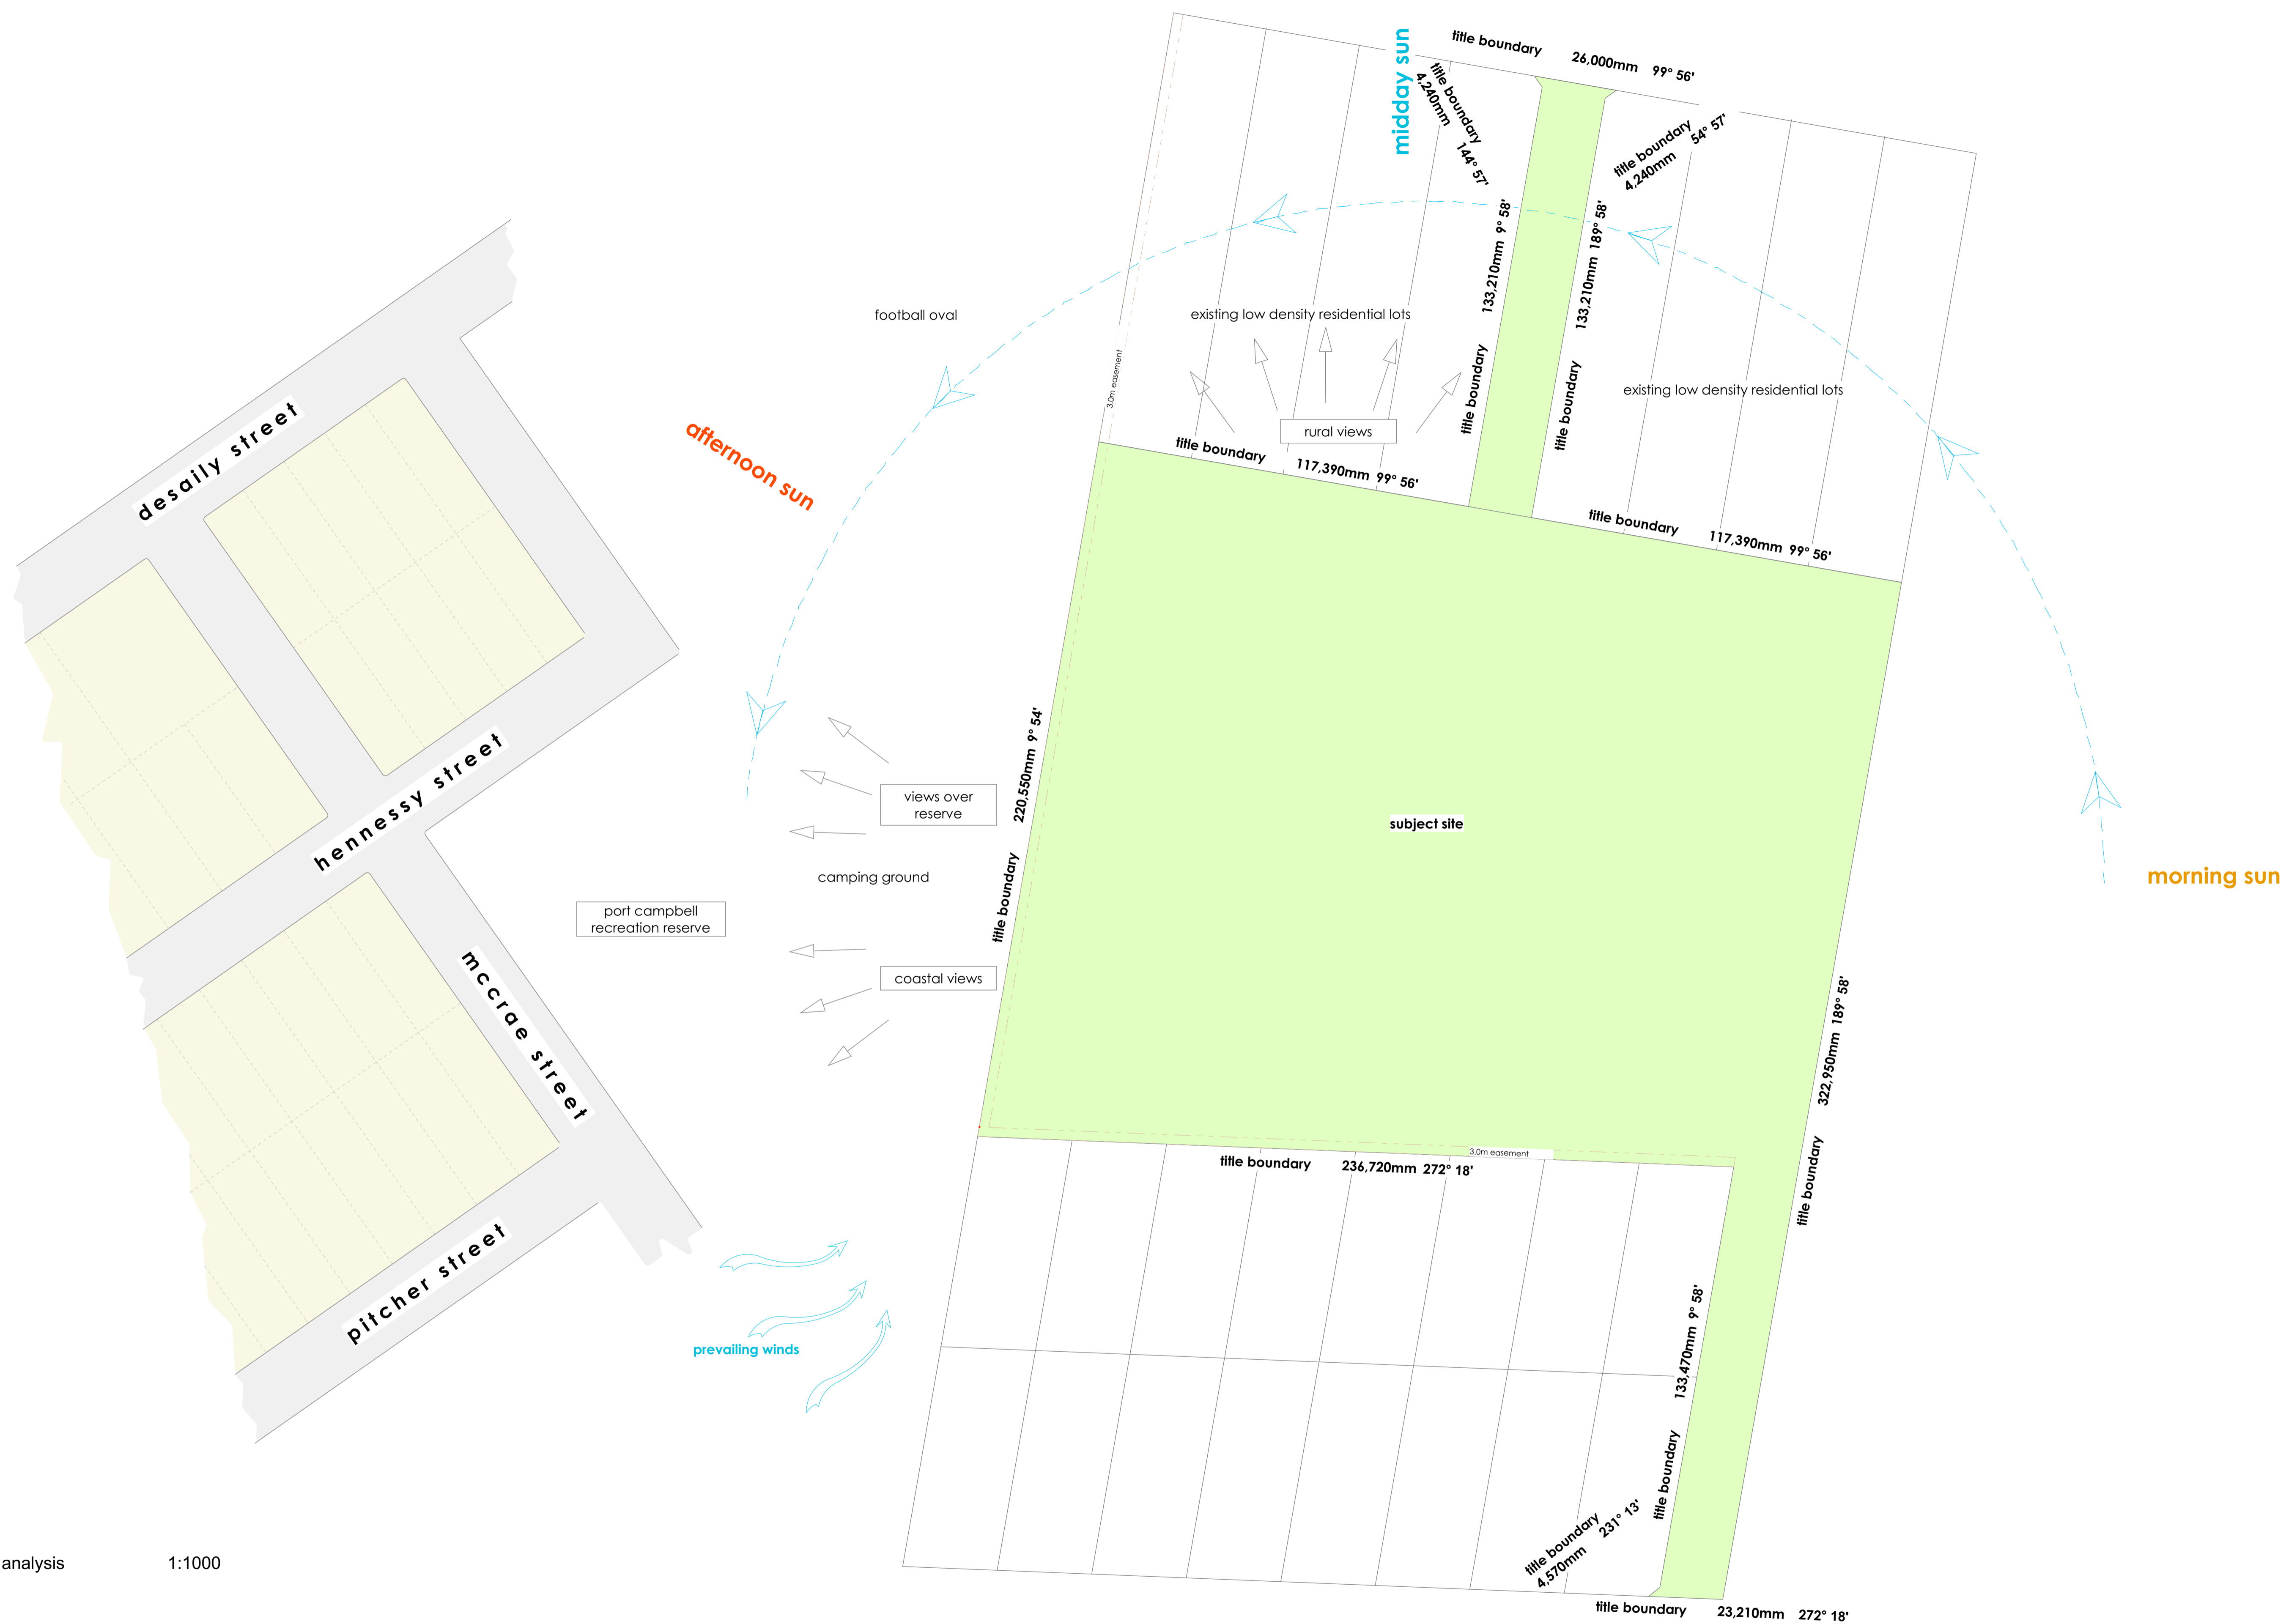 title boundary 26,000mm 99° 56'
midday sun
title boundary
4,240mm 144° 57'
title boundary 54° 57'
4,240mm
title boundary 133,210mm 9° 58'
title boundary 133,210mm 189° 58'
football oval
existing low density residential lots
existing low density residential lots
3.0m easement
rural views
title boundary 117,390mm 99° 56'
title boundary 117,390mm 99° 56'
afternoon sun
desaily street
hennessy street
mccrae street
pitcher street
title boundary 220,550mm 9° 54'
views over
reserve
subject site
camping ground
morning sun
port campbell
recreation reserve
coastal views
title boundary 322,950mm 189° 58'
3.0m easement
title boundary 236,720mm 272° 18'
prevailing winds
title boundary 133,470mm 9° 58'
title boundary 231° 13'
4,570mm
analysis 1:1000
title boundary 23,210mm 272° 18'